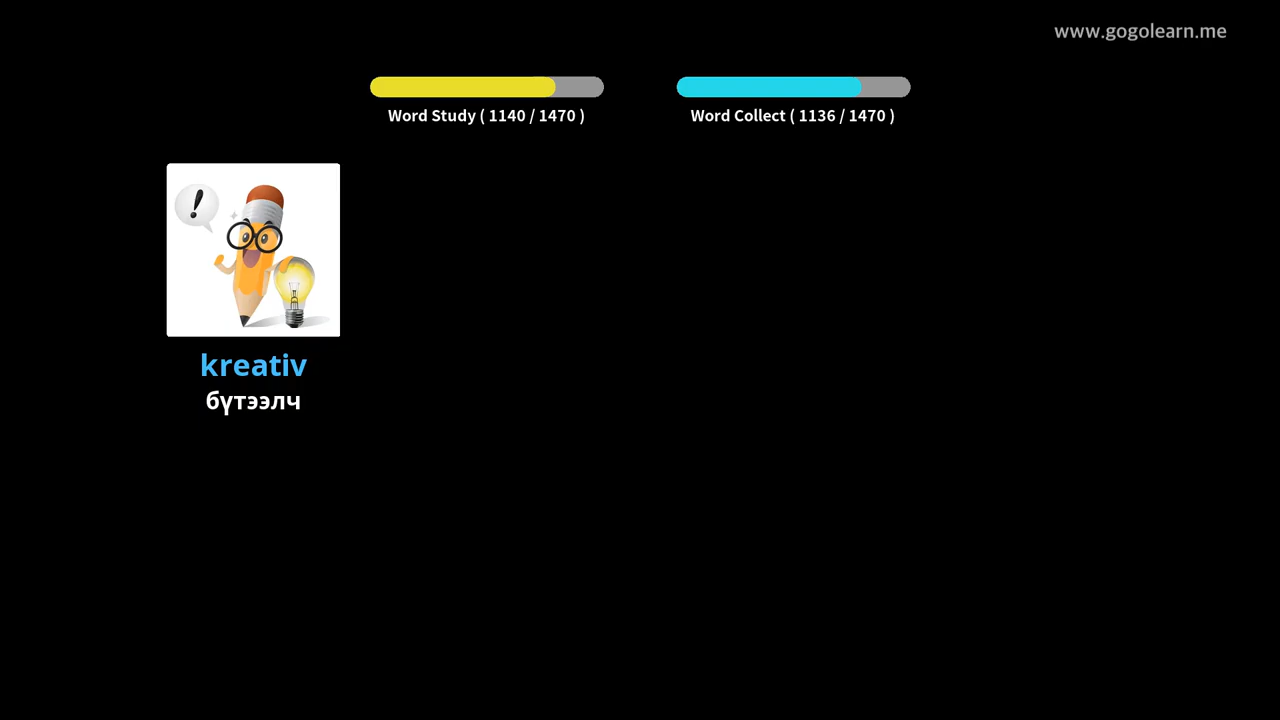 www.gogolearn.me
Word Study ( 1140 / 1470 )
Word Collect ( 1136 / 1470 )
!
kreativ
бүтээлч